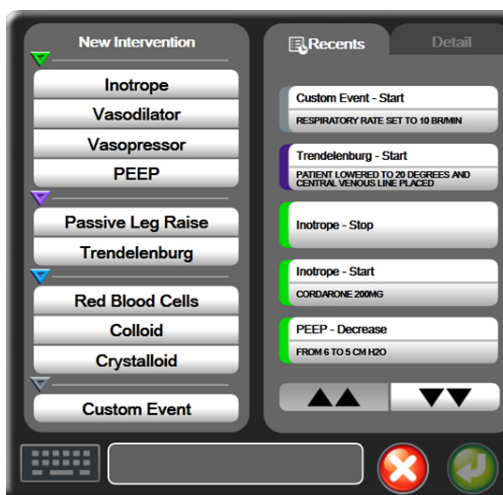 New Intervention
Inotrope
Vasodilator
Vasopressor
PEEP
Passive Leg Raise
Trendelenburg
Red Blood Cells
Colloid
Crystalloid
Custom Event
Recents
Detail
Custom Event - Start
RESPIRATORY RATE SET TO 10 BR/MIN
Trendelenburg - Start
PATIENT LOWERED TO 20 DEGREES AND
CENTRAL VENOUS LINE PLACED
Inotrope - Stop
Inotrope - Start
CORDARONE 200MG
PEEP - Decrease
FROM 6 TO 5 CM H2O